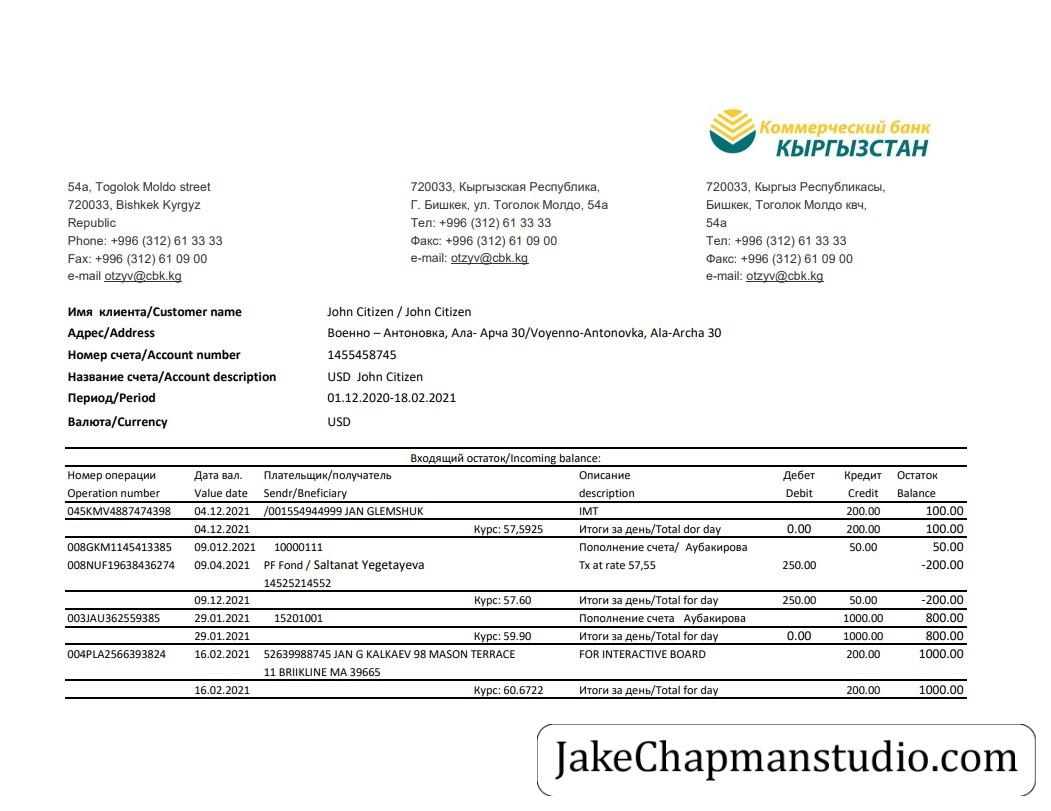 Коммерческий банк
КЫРГЫЗСТАН
54a, Togolok Moldo street
720033, Bishkek Kyrgyz
Republic
Phone: +996 (312) 61 33 33
Fax: +996 (312) 61 09 00
e-mail otzyv@cbk.kg
720033, Кыргызская Республика,
Г. Бишкек, ул. Тоголок Молдо, 54а
Тел: +996 (312) 61 33 33
Факс: +996 (312) 61 09 00
e-mail: otzyv@cbk.kg
720033, Кыргыз Республикасы,
Бишкек, Тоголок Молдо квч,
54а
Тел: +996 (312) 61 33 33
Факс: +996 (312) 61 09 00
e-mail: otzyv@cbk.kg
Имя клиента/Customer name John Citizen / John Citizen
Адрес/Address Военно – Антоновка, Ала- Арча 30/Voyenno-Antonovka, Ala-Archa 30
Номер счета/Account number 1455458745
Название счета/Account description USD John Citizen
Период/Period 01.12.2020-18.02.2021
Валюта/Currency USD
Входящий остаток/Incoming balance:
Номер операции Дата вал. Плательщик/получатель Описание Дебет Кредит Остаток
Operation number Value date Sendr/Bneficiary description Debit Credit Balance
045KMV4887474398 04.12.2021 /001554944999 JAN GLEMSHUK IMT 200.00 100.00
04.12.2021 Курс: 57,5925 Итоги за день/Total dor day 0.00 200.00 100.00
008GKM1145413385 09.012.2021 10000111 Пополнение счета/ Аубакирова 50.00 50.00
008NUF19638436274 09.04.2021 PF Fond / Saltanat Yegetayeva Tx at rate 57,55 250.00 -200.00
14525214552
09.12.2021 Курс: 57.60 Итоги за день/Total for day 250.00 50.00 -200.00
003JAU362559385 29.01.2021 15201001 Пополнение счета Аубакирова 1000.00 800.00
29.01.2021 Курс: 59.90 Итоги за день/Total for day 0.00 1000.00 800.00
004PLA2566393824 16.02.2021 52639988745 JAN G KALKAEV 98 MASON TERRACE FOR INTERACTIVE BOARD 200.00 1000.00
11 BRIIKLINE MA 39665
16.02.2021 Курс: 60.6722 Итоги за день/Total for day 200.00 1000.00
JakeChapmanstudio.com